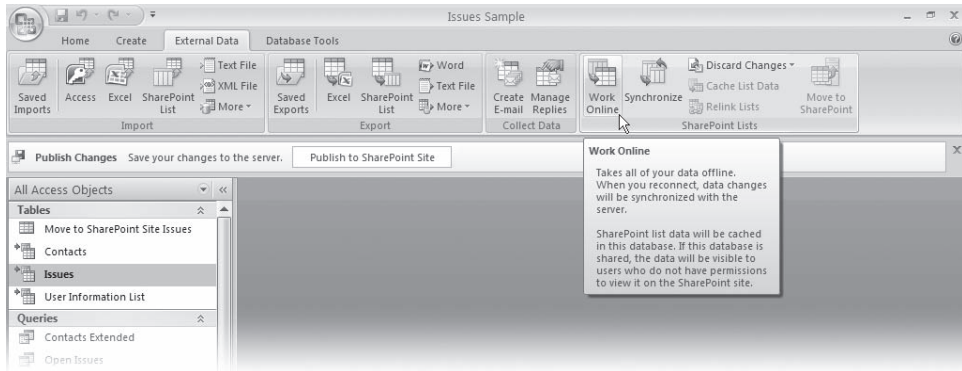 Issues Sample
Home Create External Data Database Tools
Saved Imports
Access
Excel
SharePoint List
Text File
XML File
More
Import
Saved Exports
Excel
SharePoint List
Word
Text File
More
Export
Create E-mail
Manage Replies
Collect Data
Work Online
Synchronize
Discard Changes
Cache List Data
Relink Lists
Move to SharePoint
SharePoint Lists
Publish Changes Save your changes to the server. Publish to SharePoint Site
Work Online
Takes all of your data offline.
When you reconnect, data changes
will be synchronized with the
server.
SharePoint list data will be cached
in this database. If this database is
shared, the data will be visible to
users who do not have permissions
to view it on the SharePoint site.
All Access Objects
Tables
Move to SharePoint Site Issues
Contacts
Issues
User Information List
Queries
Contacts Extended
Open Issues